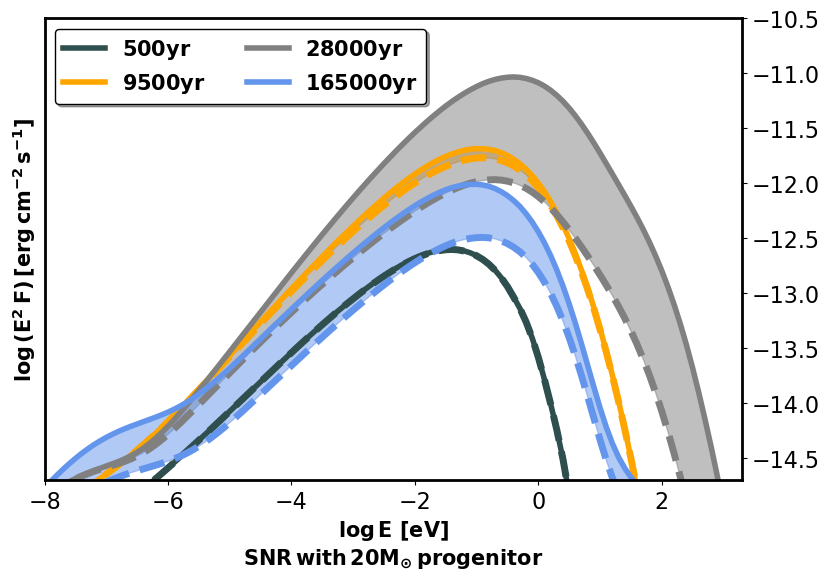 500yr
9500yr
28000yr
165000yr
log (E² F) [erg cm⁻² s⁻¹]
−10.5
−11.0
−11.5
−12.0
−12.5
−13.0
−13.5
−14.0
−14.5
−8 −6 −4 −2 0 2
log E [eV]
SNR with 20M⊙ progenitor